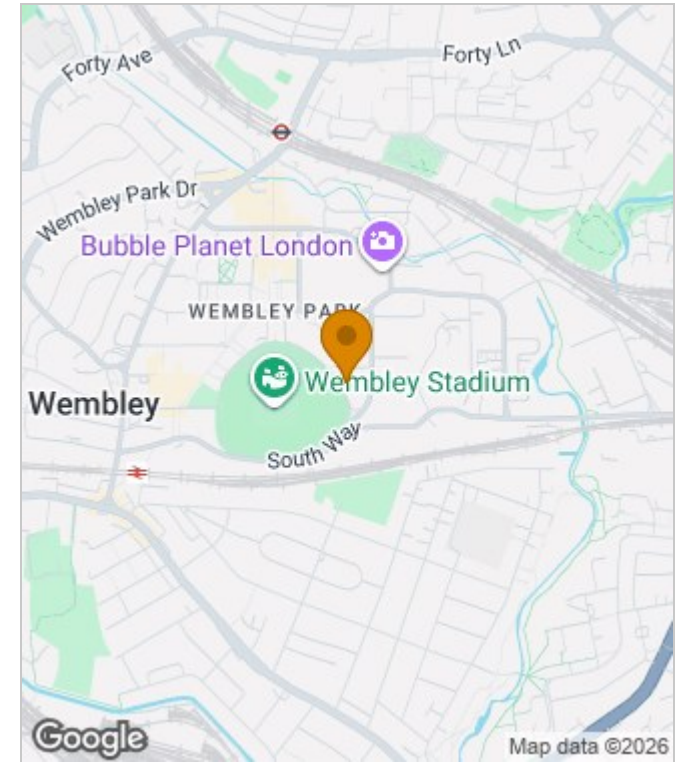 Forty Ave
Forty Ln
Wembley Park Dr
Bubble Planet London
WEMBLEY PARK
Wembley Stadium
Wembley
South Way
Google
Map data ©2026